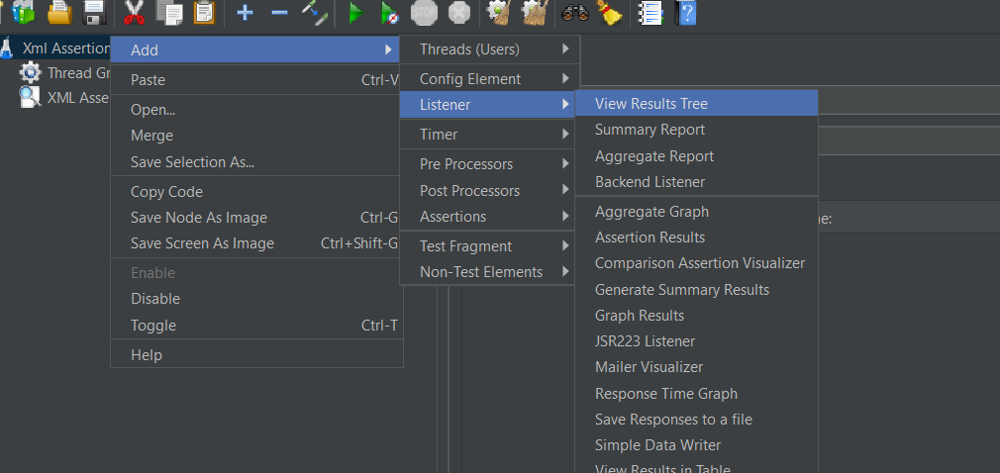 STOP
?
Xml Assertion
Thread Gr
XML Asse
Add
Paste Ctrl-V
Open...
Merge
Save Selection As...
Copy Code
Save Node As Image Ctrl-G
Save Screen As Image Ctrl+Shift-G
Enable
Disable
Toggle Ctrl-T
Help
Threads (Users)
Config Element
Listener
Timer
Pre Processors
Post Processors
Assertions
Test Fragment
Non-Test Elements
View Results Tree
Summary Report
Aggregate Report
Backend Listener
Aggregate Graph
Assertion Results
Comparison Assertion Visualizer
Generate Summary Results
Graph Results
JSR223 Listener
Mailer Visualizer
Response Time Graph
Save Responses to a file
Simple Data Writer
View Results in Table
ne: